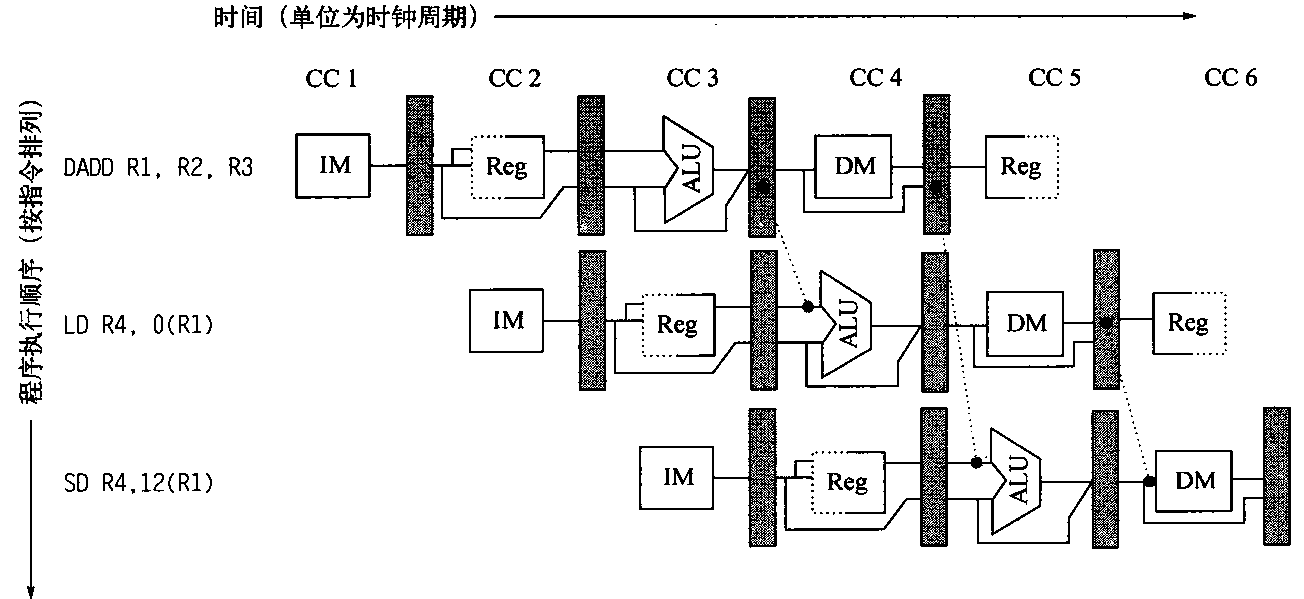 时间（单位为时钟周期）
CC 1 CC 2 CC 3 CC 4 CC 5 CC 6
程序执行顺序（按指令排列）
DADD R1, R2, R3 IM Reg ALU DM Reg
LD R4, 0(R1) IM Reg ALU DM Reg
SD R4,12(R1) IM Reg ALU DM